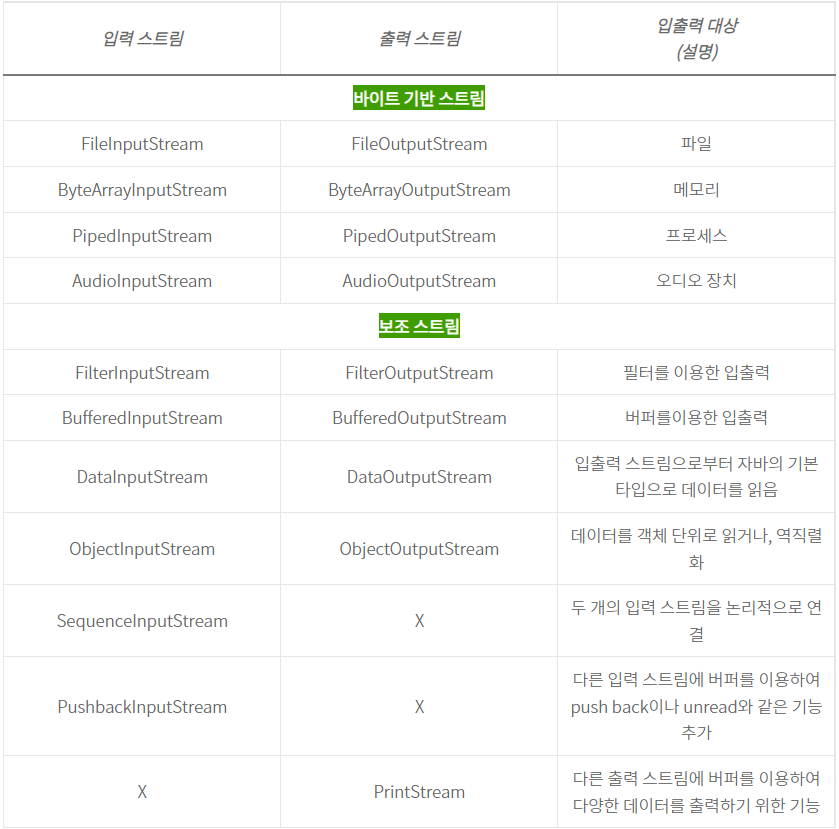 입력 스트림 출력 스트림 입출력 대상
(설명)
바이트 기반 스트림
FileInputStream FileOutputStream 파일
ByteArrayInputStream ByteArrayOutputStream 메모리
PipedInputStream PipedOutputStream 프로세스
AudioInputStream AudioOutputStream 오디오 장치
보조 스트림
FilterInputStream FilterOutputStream 필터를 이용한 입출력
BufferedInputStream BufferedOutputStream 버퍼를이용한 입출력
DataInputStream DataOutputStream 입출력 스트림으로부터 자바의 기본
타입으로 데이터를 읽음
ObjectInputStream ObjectOutputStream 데이터를 객체 단위로 읽거나, 역직렬
화
SequenceInputStream X 두 개의 입력 스트림을 논리적으로 연
결
PushbackInputStream X 다른 입력 스트림에 버퍼를 이용하여
push back이나 unread와 같은 기능
추가
X PrintStream 다른 출력 스트림에 버퍼를 이용하여
다양한 데이터를 출력하기 위한 기능